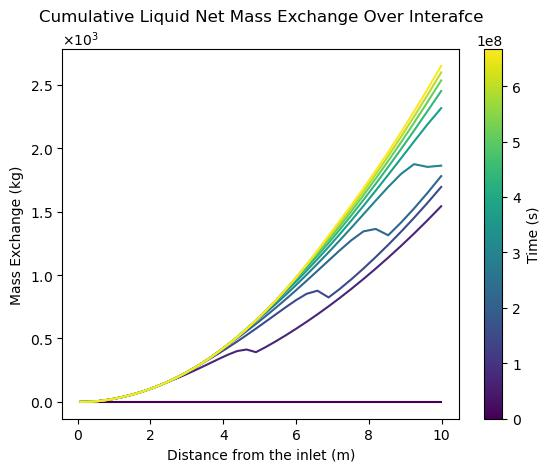 Cumulative Liquid Net Mass Exchange Over Interafce
×10³
1e8
2.5
2.0
1.5
1.0
0.5
0.0
Mass Exchange (kg)
0 2 4 6 8 10
Distance from the inlet (m)
6
5
4
3
2
1
0
Time (s)